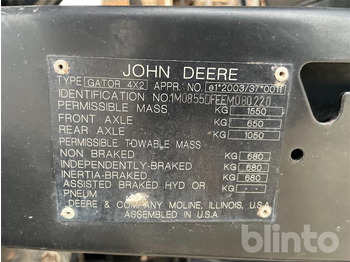 JOHN DEERE
TYPE GATOR 4X2 APPR. NO. e1*2003/37*0011
IDENTIFICATION NO. 1M0855DFEEM080220
PERMISSIBLE MASS KG 1550
FRONT AXLE KG 650
REAR AXLE KG 1050
PERMISSIBLE TOWABLE MASS
NON BRAKED KG 680
INDEPENDENTLY-BRAKED KG 680
INERTIA-BRAKED KG 680
ASSISTED BRAKED HYD OR KG --
PNEUM
DEERE & COMPANY MOLINE, ILLINOIS, U.S.A
ASSEMBLED IN U.S.A.
blinto